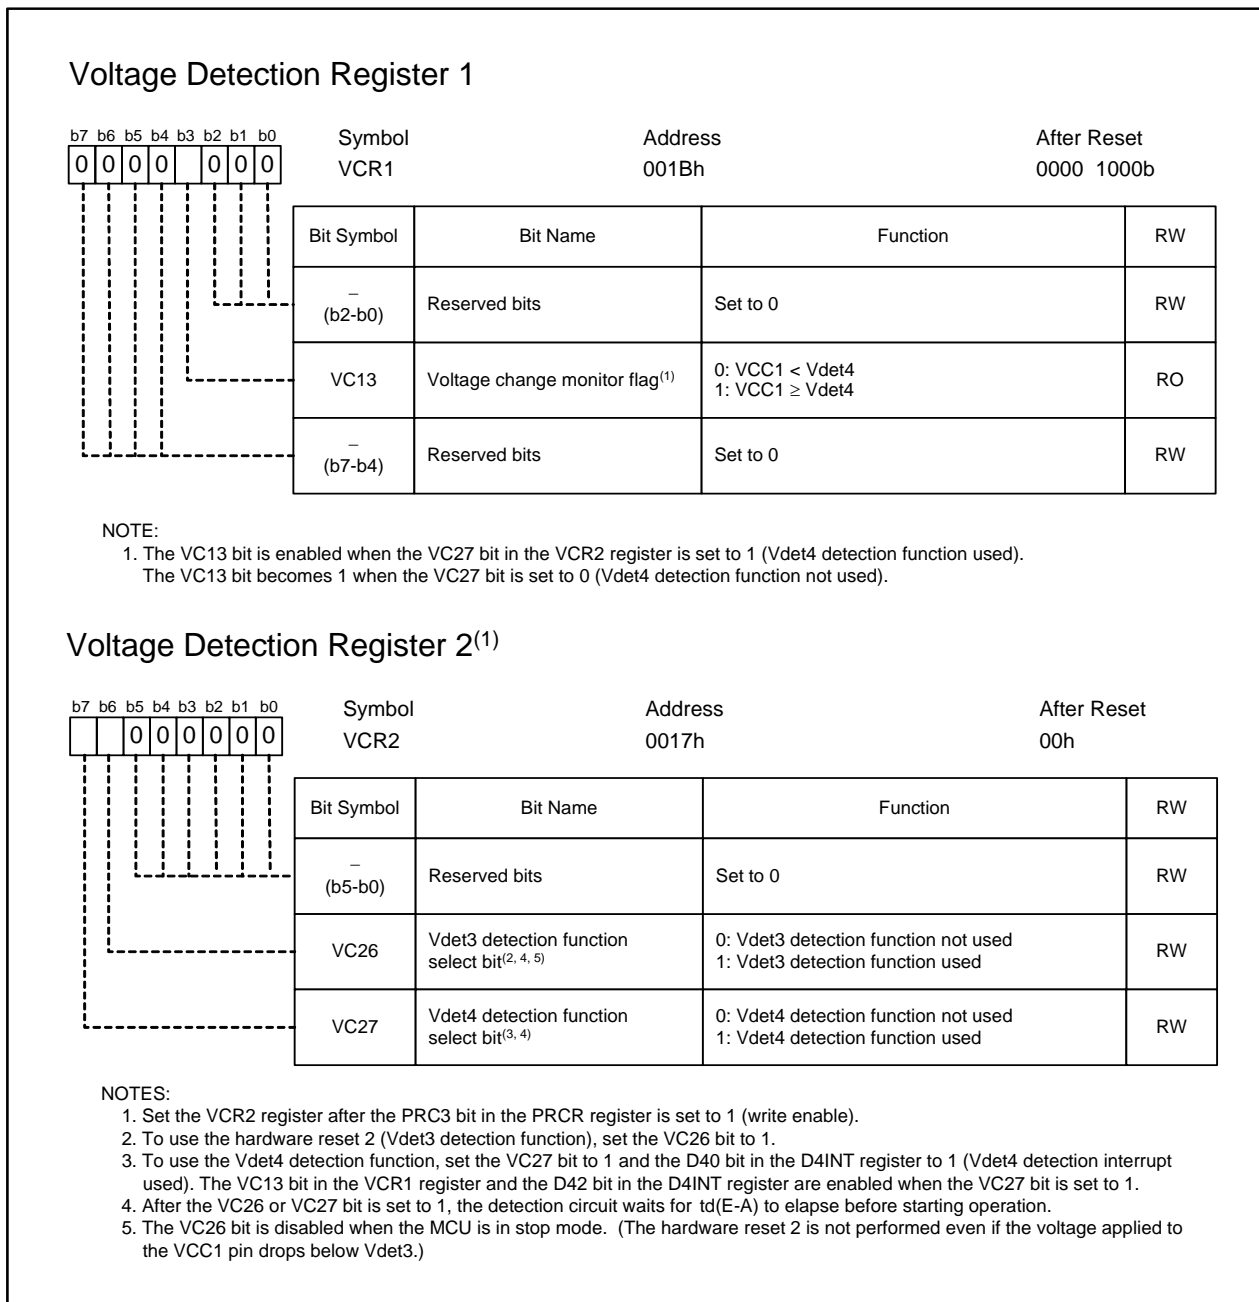 Voltage Detection Register 1
b7 b6 b5 b4 b3 b2 b1 b0 Symbol Address After Reset
0 0 0 0 0 0 0 VCR1 001Bh 0000 1000b
Bit Symbol Bit Name Function RW
– (b2-b0) Reserved bits Set to 0 RW
VC13 Voltage change monitor flag(1) 0: VCC1 < Vdet4
1: VCC1 ≥ Vdet4 RO
– (b7-b4) Reserved bits Set to 0 RW
NOTE:
1. The VC13 bit is enabled when the VC27 bit in the VCR2 register is set to 1 (Vdet4 detection function used).
The VC13 bit becomes 1 when the VC27 bit is set to 0 (Vdet4 detection function not used).
Voltage Detection Register 2(1)
b7 b6 b5 b4 b3 b2 b1 b0 Symbol Address After Reset
0 0 0 0 0 0 VCR2 0017h 00h
Bit Symbol Bit Name Function RW
– (b5-b0) Reserved bits Set to 0 RW
VC26 Vdet3 detection function
select bit(2, 4, 5) 0: Vdet3 detection function not used
1: Vdet3 detection function used RW
VC27 Vdet4 detection function
select bit(3, 4) 0: Vdet4 detection function not used
1: Vdet4 detection function used RW
NOTES:
1. Set the VCR2 register after the PRC3 bit in the PRCR register is set to 1 (write enable).
2. To use the hardware reset 2 (Vdet3 detection function), set the VC26 bit to 1.
3. To use the Vdet4 detection function, set the VC27 bit to 1 and the D40 bit in the D4INT register to 1 (Vdet4 detection interrupt
used). The VC13 bit in the VCR1 register and the D42 bit in the D4INT register are enabled when the VC27 bit is set to 1.
4. After the VC26 or VC27 bit is set to 1, the detection circuit waits for td(E-A) to elapse before starting operation.
5. The VC26 bit is disabled when the MCU is in stop mode. (The hardware reset 2 is not performed even if the voltage applied to
the VCC1 pin drops below Vdet3.)